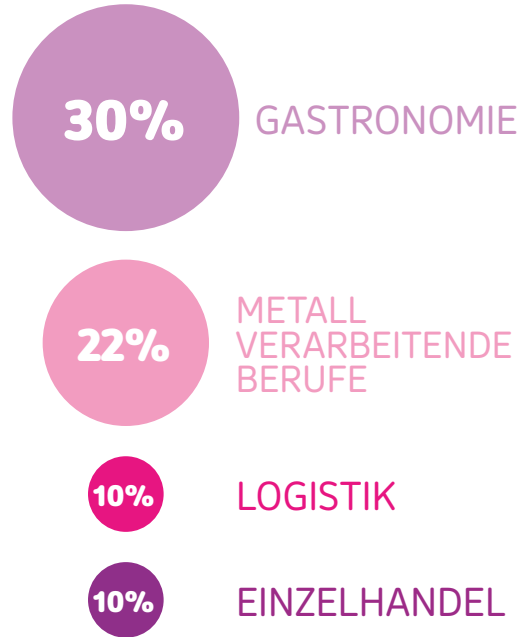 30% GASTRONOMIE
22%
METALL
VERARBEITENDE
BERUFE
10% LOGISTIK
10% EINZELHANDEL